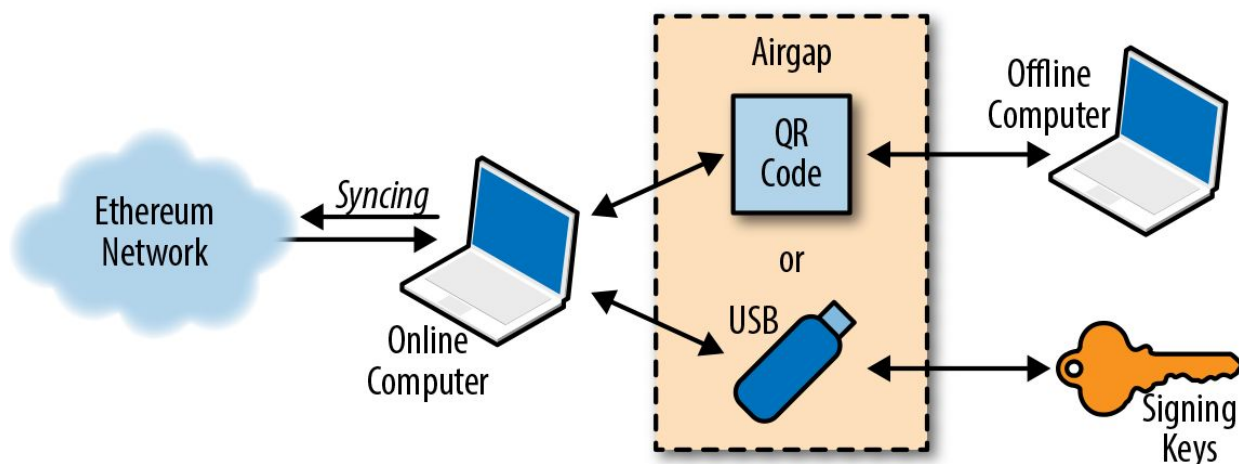 Airgap
Offline
Computer
QR
Code
Syncing
Ethereum
Network
or
USB
Online
Computer
Signing
Keys